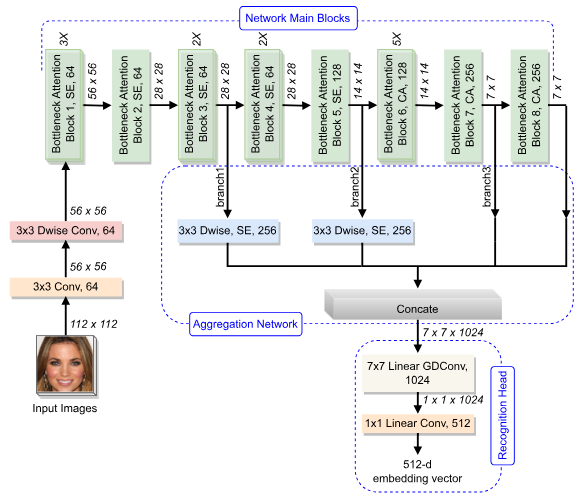 Network Main Blocks
3X
2X
2X
5X
Bottleneck Attention
Block 1, SE, 64
56 x 56
Bottleneck Attention
Block 2, SE, 64
28 x 28
Bottleneck Attention
Block 3, SE, 64
28 x 28
Bottleneck Attention
Block 4, SE, 64
28 x 28
Bottleneck Attention
Block 5, SE, 128
14 x 14
Bottleneck Attention
Block 6, CA, 128
14 x 14
Bottleneck Attention
Block 7, CA, 256
7 x 7
Bottleneck Attention
Block 8, CA, 256
7 x 7
branch1
branch2
branch3
56 x 56
3x3 Dwise Conv, 64
3x3 Dwise, SE, 256
3x3 Dwise, SE, 256
56 x 56
3x3 Conv, 64
112 x 112
Concate
Aggregation Network
7 x 7 x 1024
7x7 Linear GDConv,
1024
1 x 1 x 1024
1x1 Linear Conv, 512
512-d
embedding vector
Recognition Head
Input Images